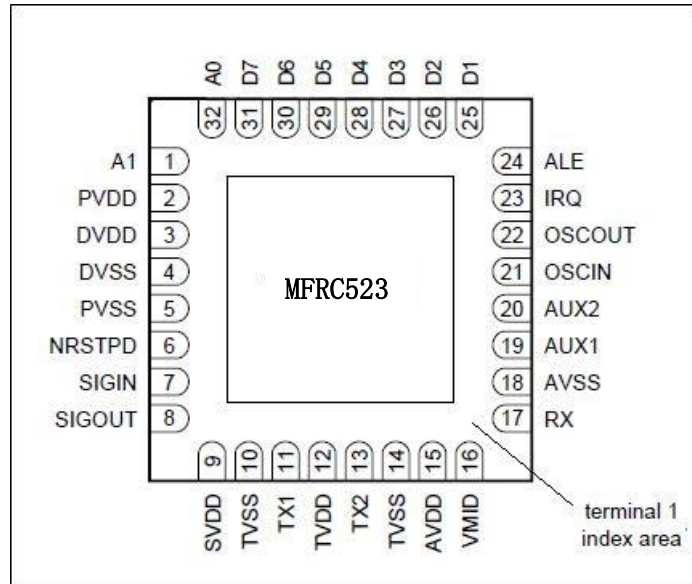 A0 D7 D6 D5 D4 D3 D2 D1
32 31 30 29 28 27 26 25
A1 1 24 ALE
PVDD 2 23 IRQ
DVDD 3 22 OSCOUT
DVSS 4 21 OSCIN
MFRC523
PVSS 5 20 AUX2
NRSTPD 6 19 AUX1
SIGIN 7 18 AVSS
SIGOUT 8 17 RX
9 10 11 12 13 14 15 16
SVDD TVSS TX1 TVDD TX2 TVSS AVDD VMID
terminal 1
index area